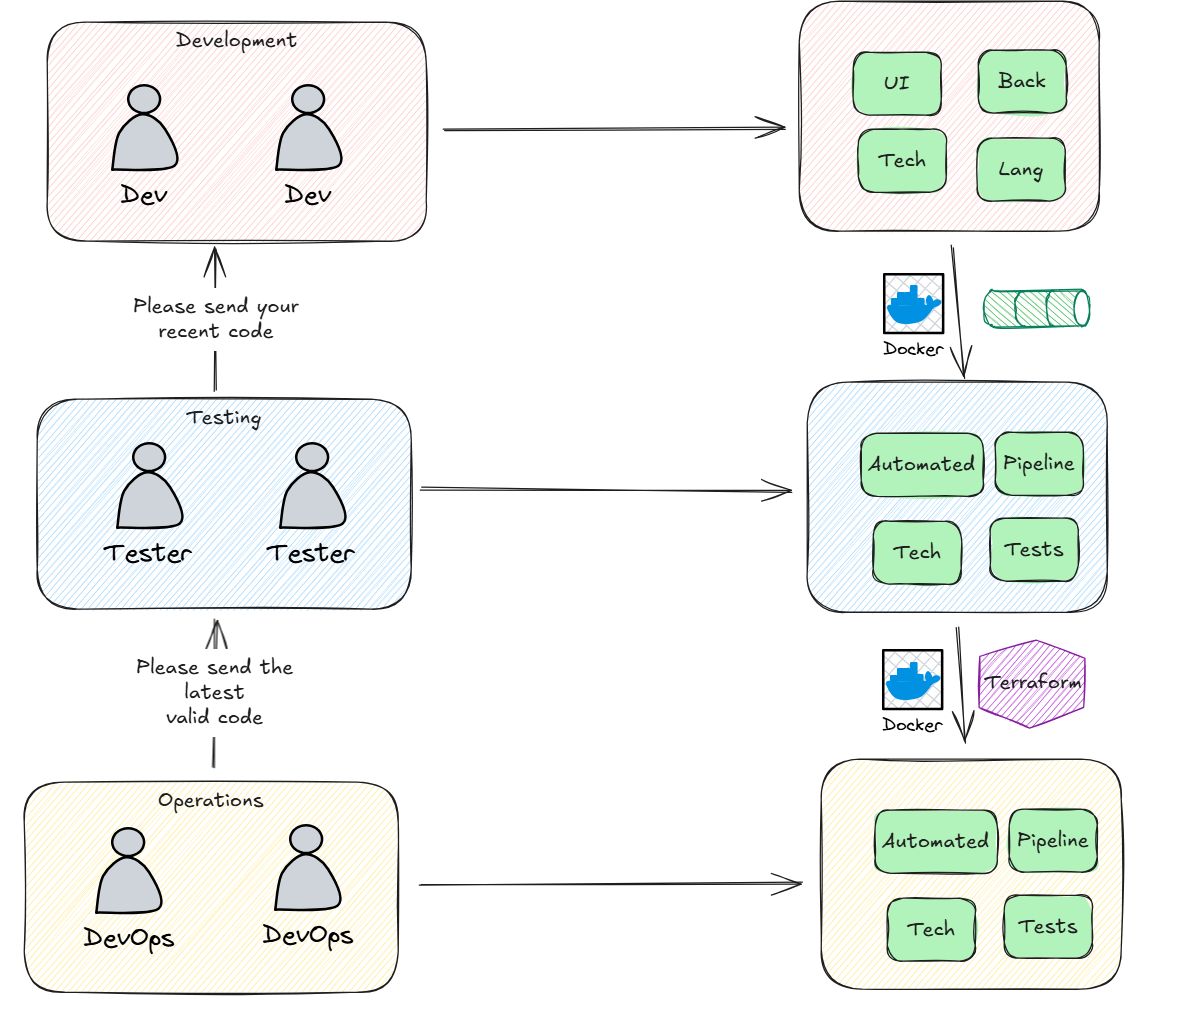 Development
Dev
Dev
UI
Back
Tech
Lang
Please send your
recent code
Docker
Testing
Tester
Tester
Automated
Pipeline
Tech
Tests
Please send the
latest
valid code
Docker
Terraform
Operations
DevOps
DevOps
Automated
Pipeline
Tech
Tests